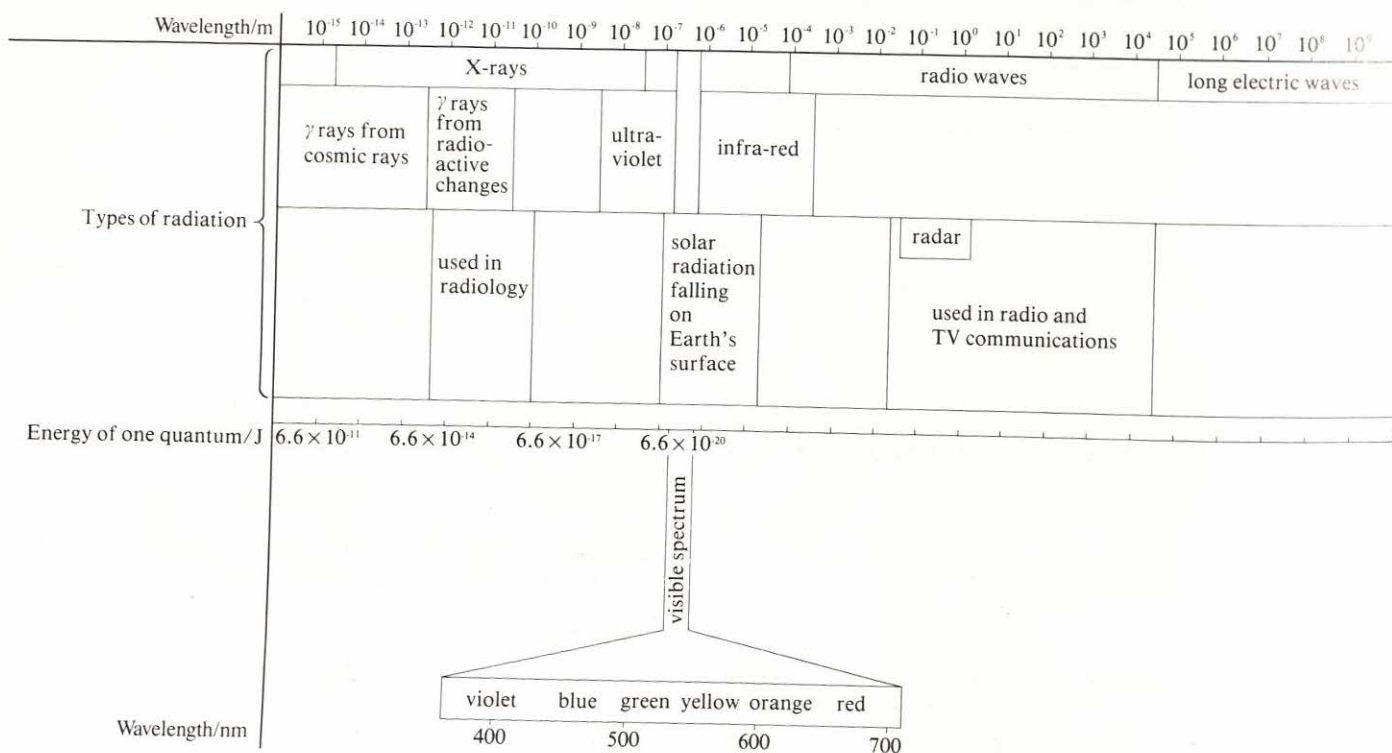 Wavelength/m 10⁻¹⁵ 10⁻¹⁴ 10⁻¹³ 10⁻¹² 10⁻¹¹ 10⁻¹⁰ 10⁻⁹ 10⁻⁸ 10⁻⁷ 10⁻⁶ 10⁻⁵ 10⁻⁴ 10⁻³ 10⁻² 10⁻¹ 10⁰ 10¹ 10² 10³ 10⁴ 10⁵ 10⁶ 10⁷ 10⁸ 10⁹
X-rays
radio waves
long electric waves
γ rays from
cosmic rays
γ rays
from
radio-
active
changes
ultra-
violet
infra-red
Types of radiation
used in
radiology
solar
radiation
falling
on
Earth's
surface
radar
used in radio and
TV communications
Energy of one quantum/J 6.6 × 10⁻¹¹ 6.6 × 10⁻¹⁴ 6.6 × 10⁻¹⁷ 6.6 × 10⁻²⁰
visible spectrum
violet blue green yellow orange red
Wavelength/nm 400 500 600 700